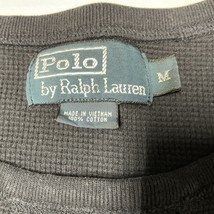 Polo
by Ralph Lauren
M
MADE IN VIETNAM
100% COTTON